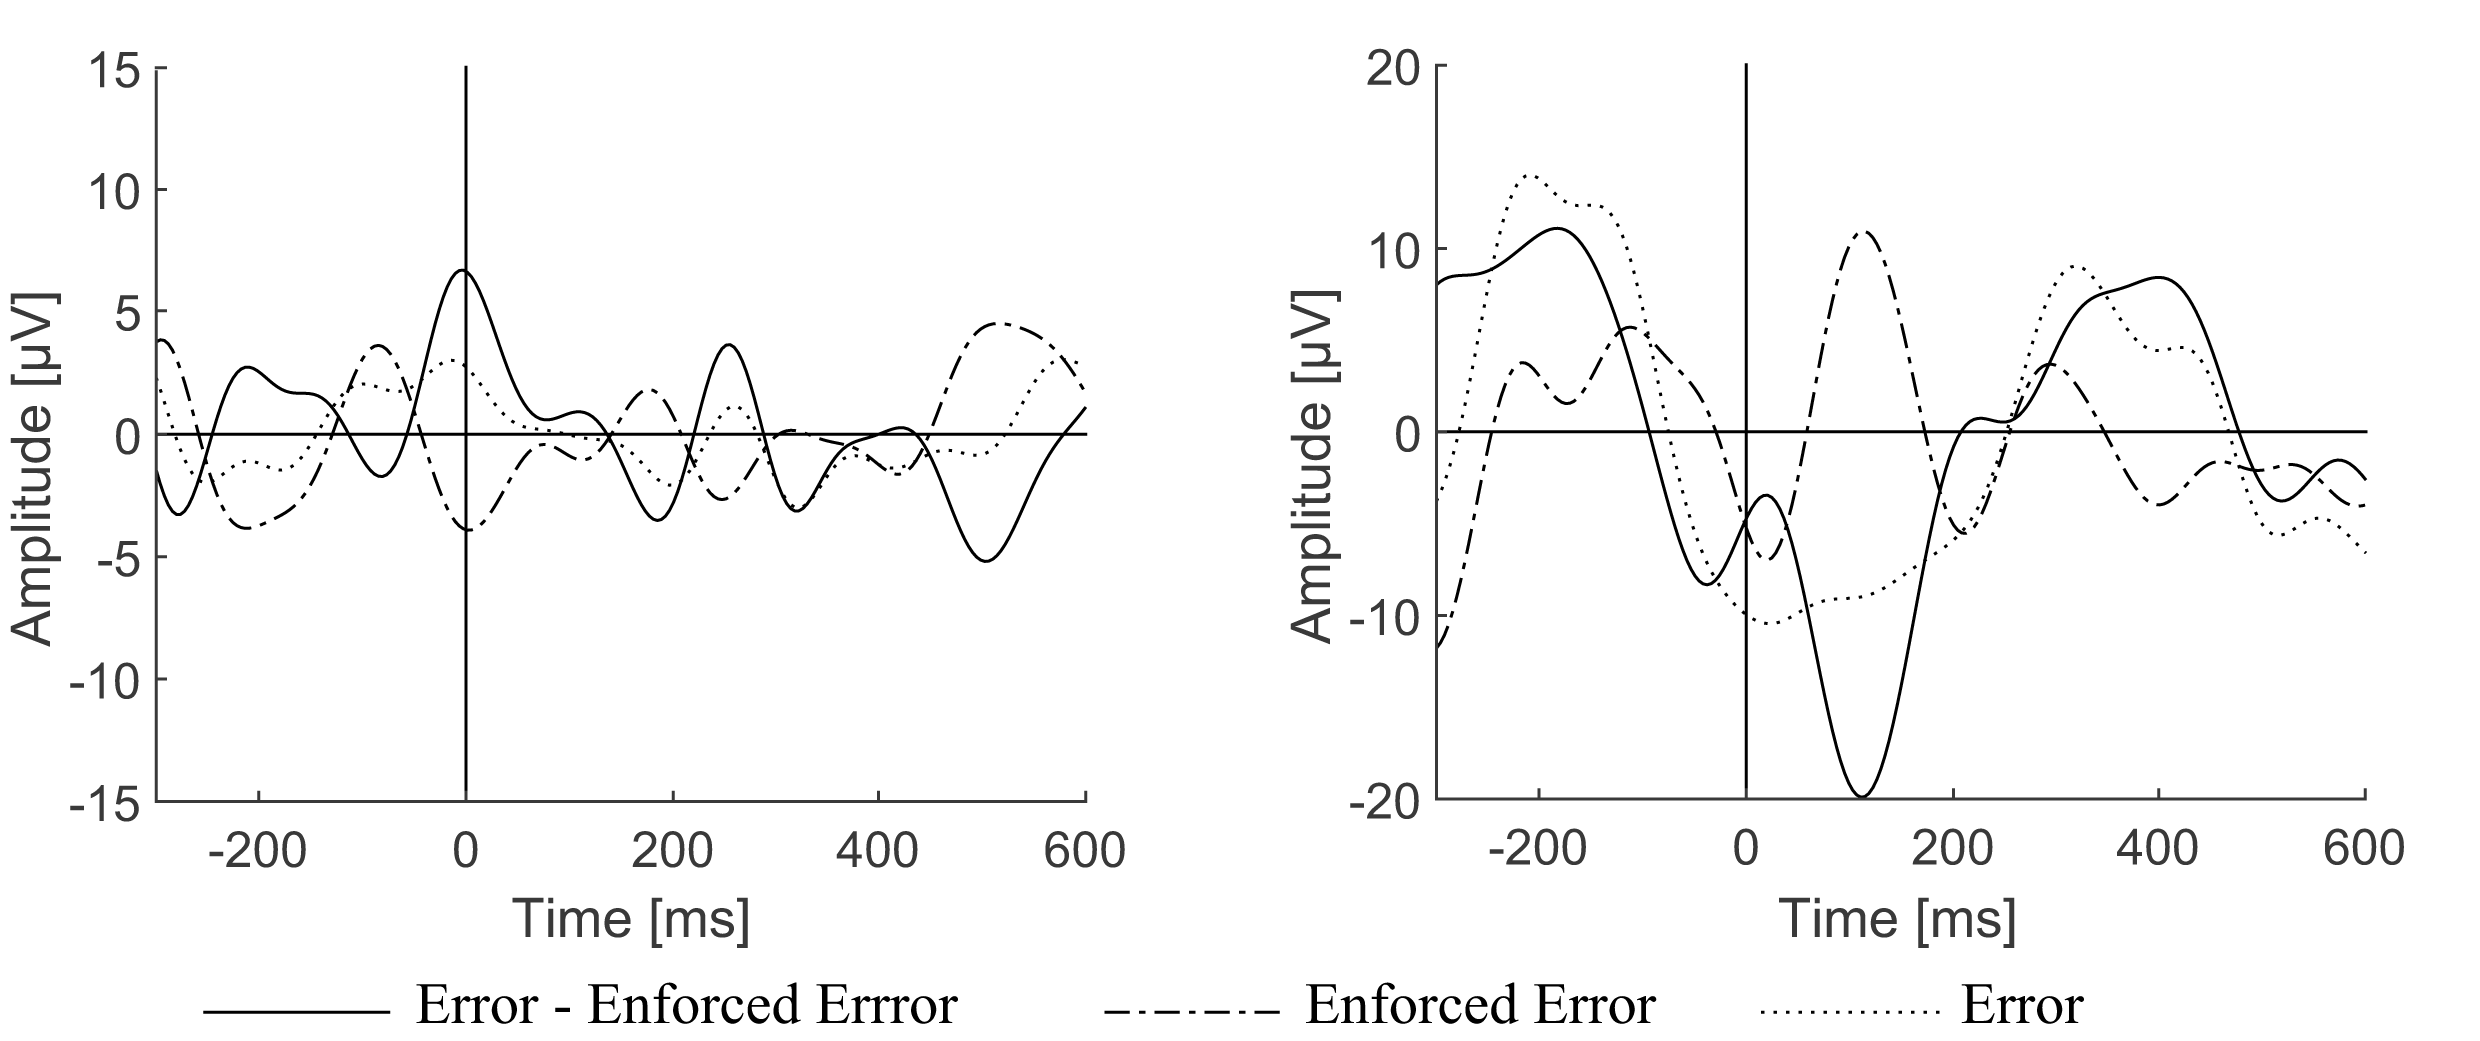 15
10
5
0
-5
-10
-15
Amplitude [µV]
-200 0 200 400 600
Time [ms]
20
10
0
-10
-20
Amplitude [µV]
-200 0 200 400 600
Time [ms]
Error - Enforced Errror Enforced Error Error